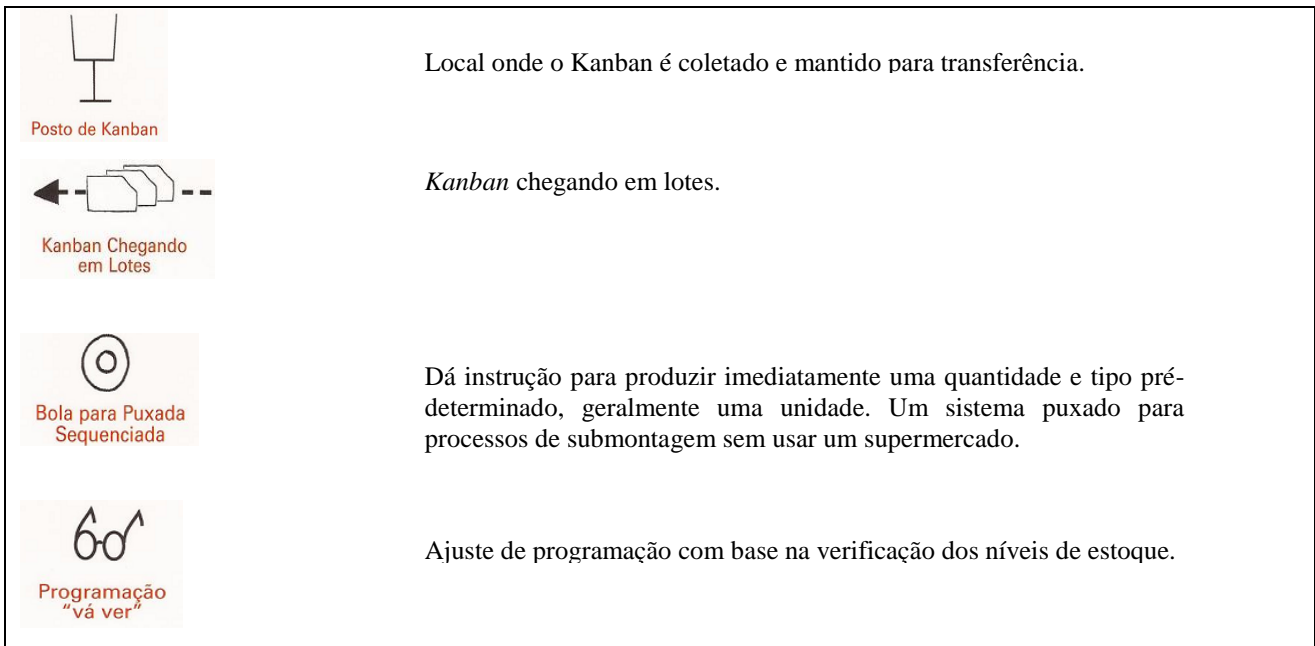 Local onde o Kanban é coletado e mantido para transferência.
Posto de Kanban
Kanban chegando em lotes.
Kanban Chegando
em Lotes
Dá instrução para produzir imediatamente uma quantidade e tipo pré-
determinado, geralmente uma unidade. Um sistema puxado para
processos de submontagem sem usar um supermercado.
Bola para Puxada
Sequenciada
Ajuste de programação com base na verificação dos níveis de estoque.
Programação
"vá ver"